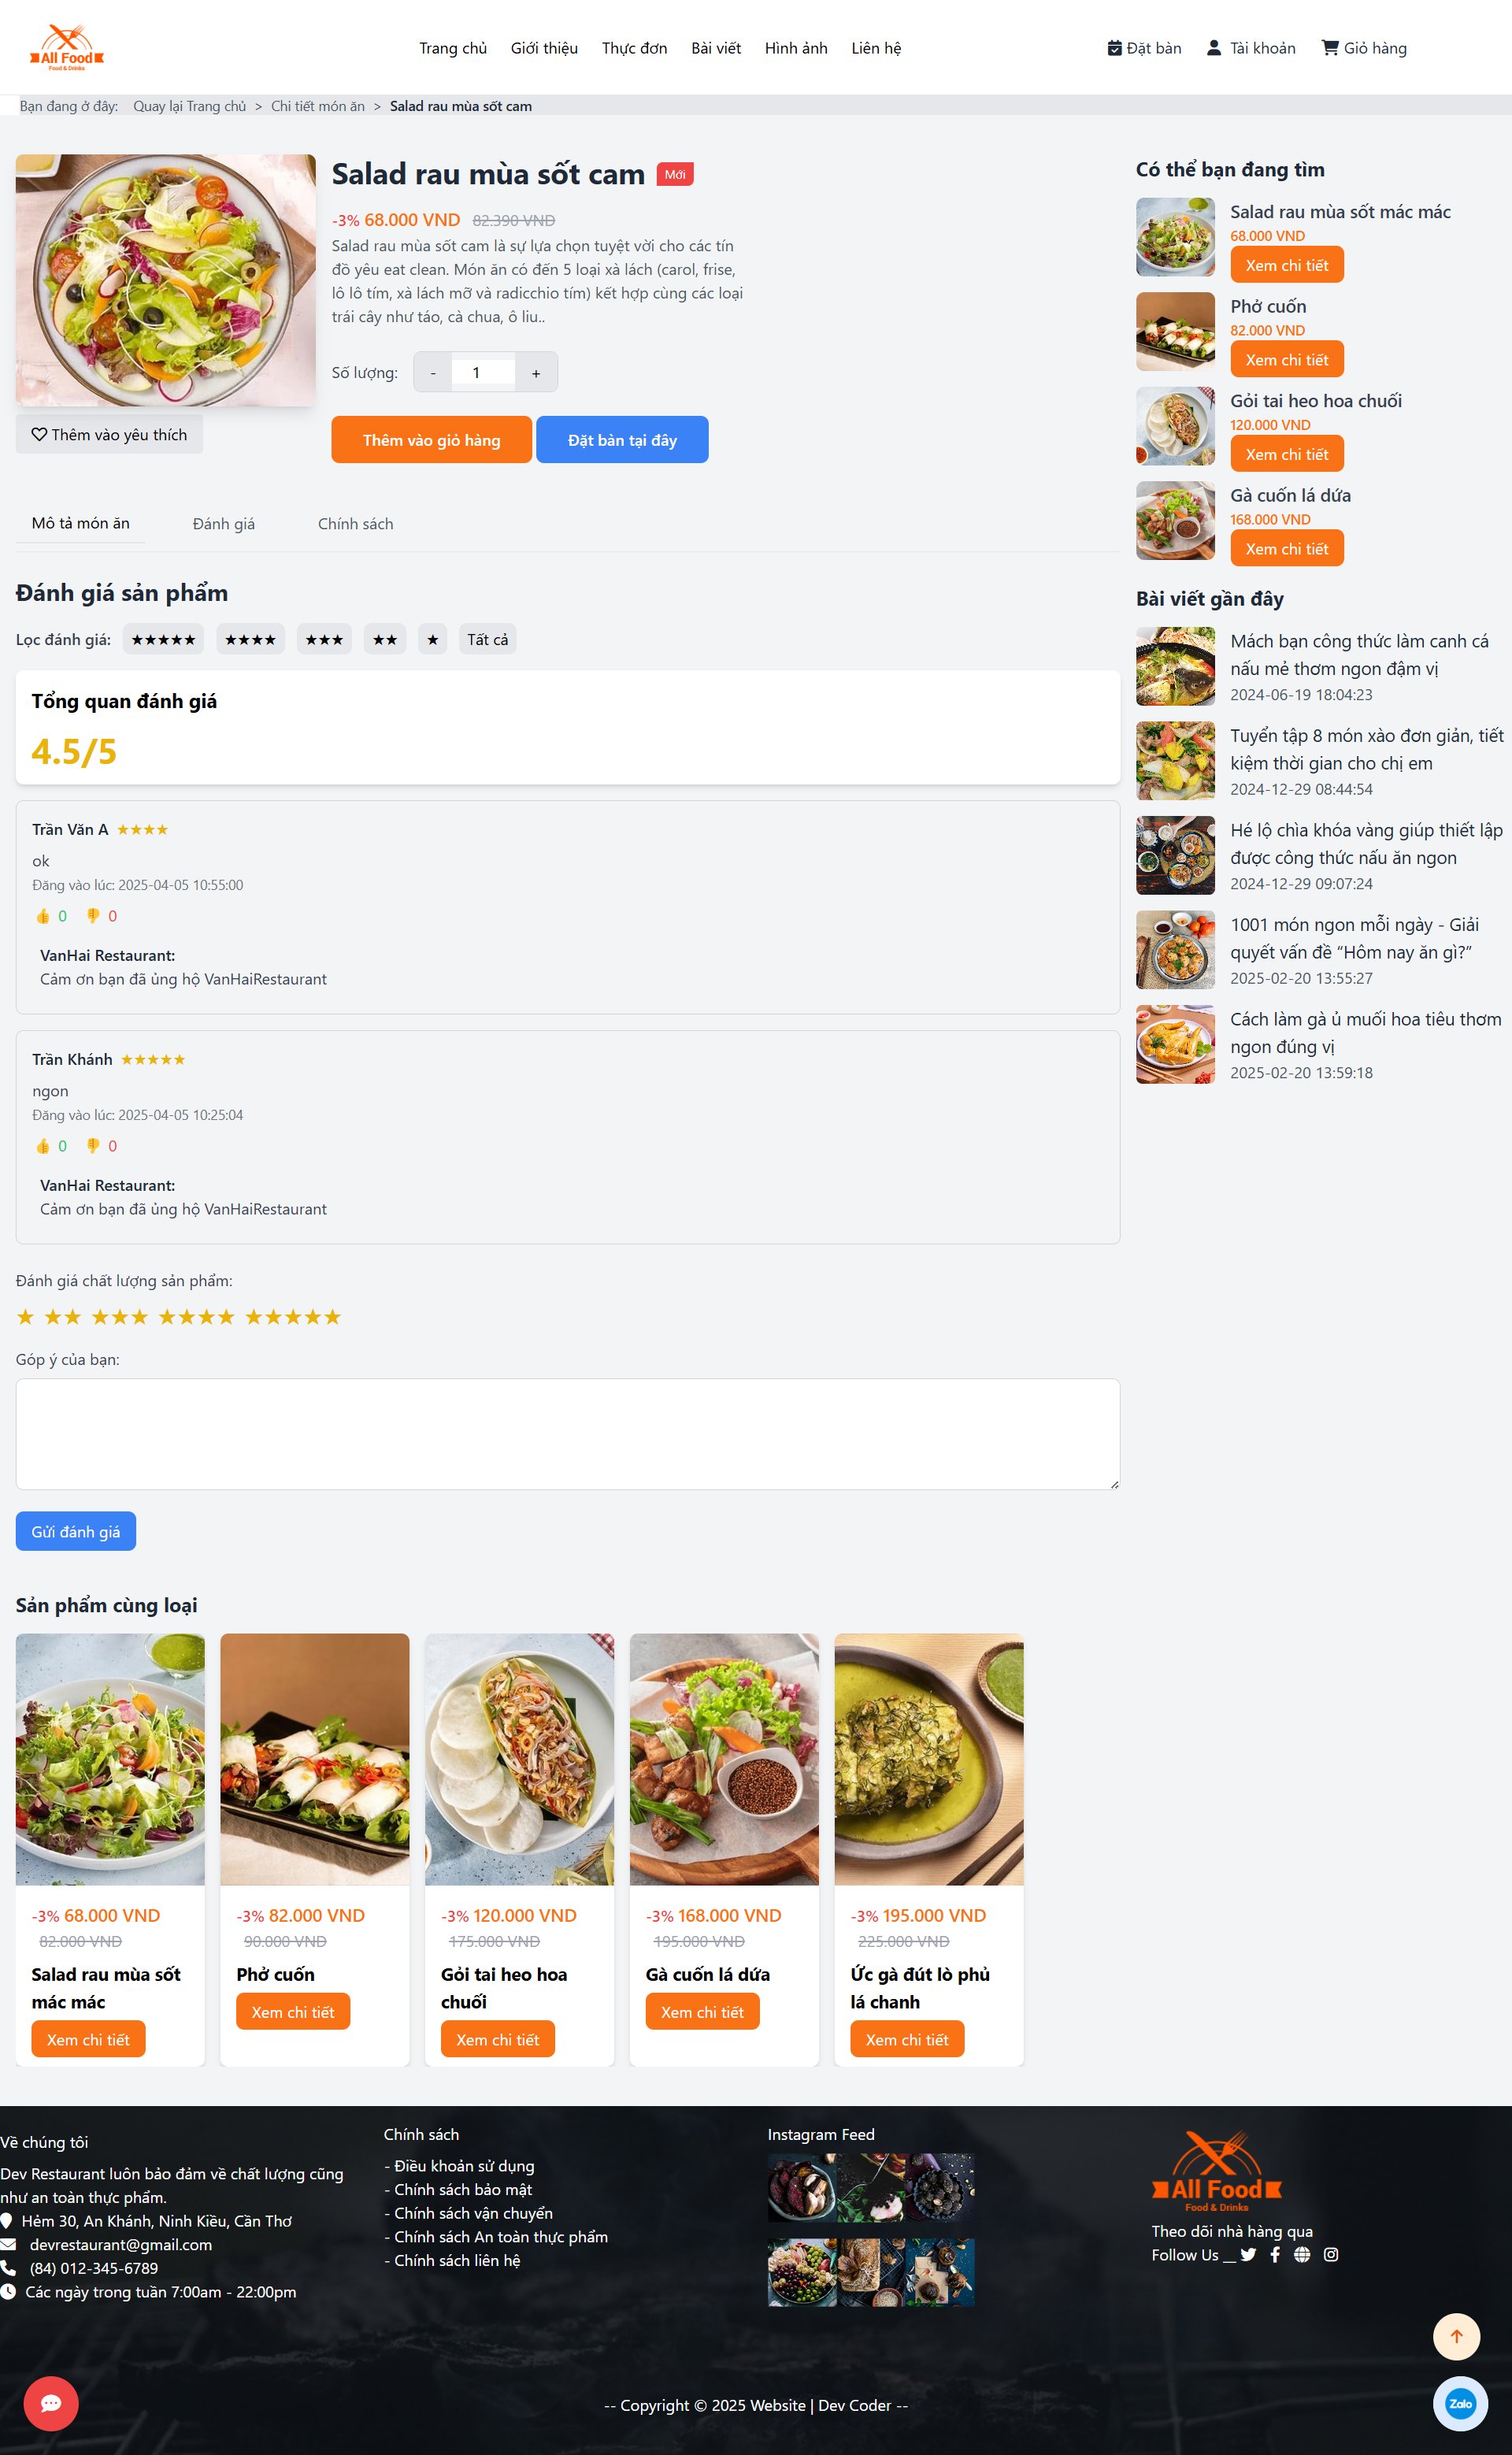 All Food
Food & Drinks
Trang chủ Giới thiệu Thực đơn Bài viết Hình ảnh Liên hệ
Đặt bàn Tài khoản Giỏ hàng
Bạn đang ở đây: Quay lại Trang chủ > Chi tiết món ăn > Salad rau mùa sốt cam
Salad rau mùa sốt cam Mới
-3% 68.000 VND 82.390 VND
Salad rau mùa sốt cam là sự lựa chọn tuyệt vời cho các tín
đồ yêu eat clean. Món ăn có đến 5 loại xà lách (carol, frise,
lô lô tím, xà lách mỡ và radicchio tím) kết hợp cùng các loại
trái cây như táo, cà chua, ô liu..
Số lượng: - 1 +
Thêm vào yêu thích
Thêm vào giỏ hàng Đặt bàn tại đây
Mô tả món ăn Đánh giá Chính sách
Đánh giá sản phẩm
Lọc đánh giá: ★★★★★ ★★★★ ★★★ ★★ ★ Tất cả
Tổng quan đánh giá
4.5/5
Trần Văn A ★★★★
ok
Đăng vào lúc: 2025-04-05 10:55:00
👍 0 👎 0
VanHai Restaurant:
Cảm ơn bạn đã ủng hộ VanHaiRestaurant
Trần Khánh ★★★★★
ngon
Đăng vào lúc: 2025-04-05 10:25:04
👍 0 👎 0
VanHai Restaurant:
Cảm ơn bạn đã ủng hộ VanHaiRestaurant
Đánh giá chất lượng sản phẩm:
★ ★★ ★★★ ★★★★ ★★★★★
Góp ý của bạn:
Gửi đánh giá
Có thể bạn đang tìm
Salad rau mùa sốt mác mác
68.000 VND
Xem chi tiết
Phở cuốn
82.000 VND
Xem chi tiết
Gỏi tai heo hoa chuối
120.000 VND
Xem chi tiết
Gà cuốn lá dứa
168.000 VND
Xem chi tiết
Bài viết gần đây
Mách bạn công thức làm canh cá
nấu mẻ thơm ngon đậm vị
2024-06-19 18:04:23
Tuyển tập 8 món xào đơn giản, tiết
kiệm thời gian cho chị em
2024-12-29 08:44:54
Hé lộ chìa khóa vàng giúp thiết lập
được công thức nấu ăn ngon
2024-12-29 09:07:24
1001 món ngon mỗi ngày - Giải
quyết vấn đề “Hôm nay ăn gì?”
2025-02-20 13:55:27
Cách làm gà ủ muối hoa tiêu thơm
ngon đúng vị
2025-02-20 13:59:18
Sản phẩm cùng loại
-3% 68.000 VND
82.000 VND
Salad rau mùa sốt
mác mác
Xem chi tiết
-3% 82.000 VND
90.000 VND
Phở cuốn
Xem chi tiết
-3% 120.000 VND
175.000 VND
Gỏi tai heo hoa
chuối
Xem chi tiết
-3% 168.000 VND
195.000 VND
Gà cuốn lá dứa
Xem chi tiết
-3% 195.000 VND
225.000 VND
Ức gà đút lò phủ
lá chanh
Xem chi tiết
Về chúng tôi
Dev Restaurant luôn bảo đảm về chất lượng cũng
như an toàn thực phẩm.
Hẻm 30, An Khánh, Ninh Kiều, Cần Thơ
devrestaurant@gmail.com
(84) 012-345-6789
Các ngày trong tuần 7:00am - 22:00pm
Chính sách
- Điều khoản sử dụng
- Chính sách bảo mật
- Chính sách vận chuyển
- Chính sách An toàn thực phẩm
- Chính sách liên hệ
Instagram Feed
All Food
Food & Drinks
Theo dõi nhà hàng qua
Follow Us __
Zalo
-- Copyright © 2025 Website | Dev Coder --